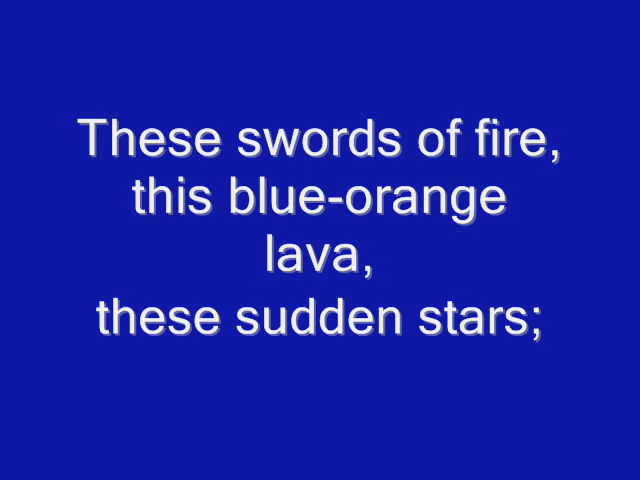 These swords of fire,
this blue-orange
lava,
these sudden stars;